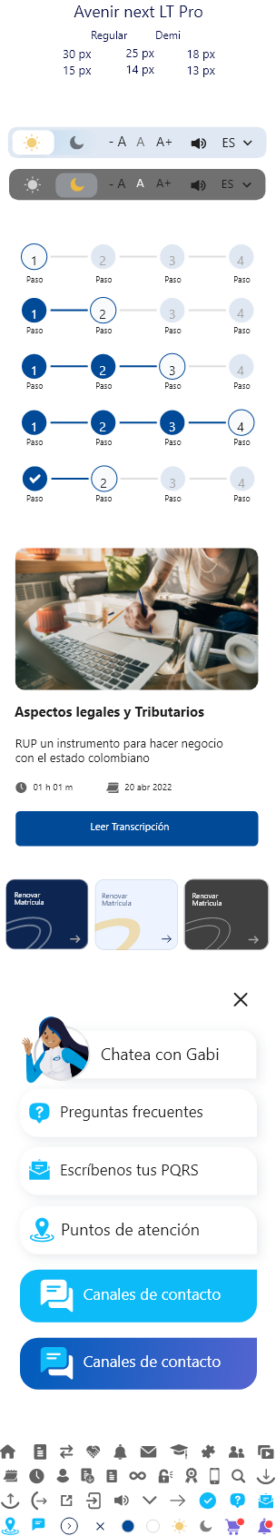 Avenir next LT Pro
Regular Demi
30 px 25 px 18 px
15 px 14 px 13 px
- A A A+ ES
- A A A+ ES
1 2 3 4
Paso Paso Paso Paso
1 2 3 4
Paso Paso Paso Paso
1 2 3 4
Paso Paso Paso Paso
1 2 3 4
Paso Paso Paso Paso
2 3 4
Paso Paso Paso Paso
Aspectos legales y Tributarios
RUP un instrumento para hacer negocio
con el estado colombiano
01 h 01 m 20 abr 2022
Leer Transcripción
Renovar
Matrícula
Renovar
Matrícula
Renovar
Matrícula
Chatea con Gabi
Preguntas frecuentes
Escríbenos tus PQRS
Puntos de atención
Canales de contacto
Canales de contacto